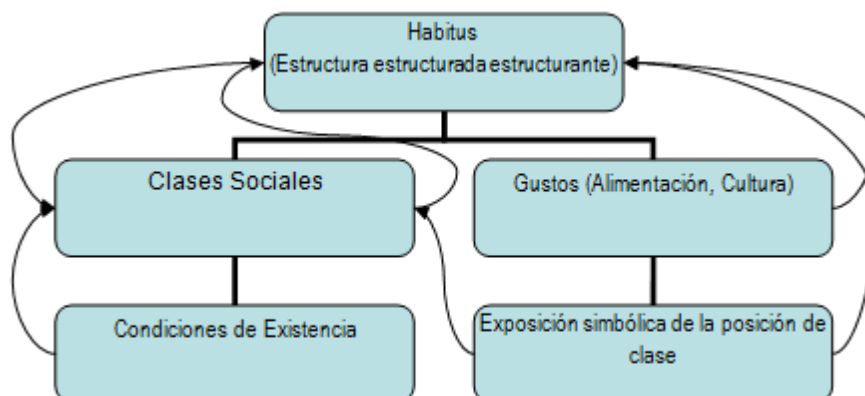 Habitus
(Estructura estructurada estructurante)
Clases Sociales
Gustos (Alimentación, Cultura)
Condiciones de Existencia
Exposición simbólica de la posición de
clase